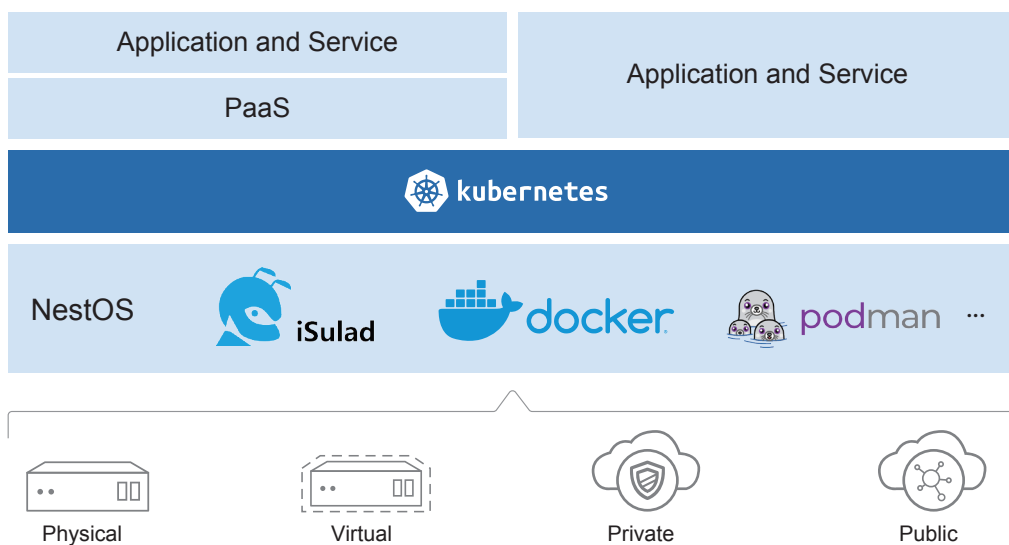 Application and Service
PaaS
Application and Service
kubernetes
NestOS
iSulad
docker
podman
...
Physical
Virtual
Private
Public